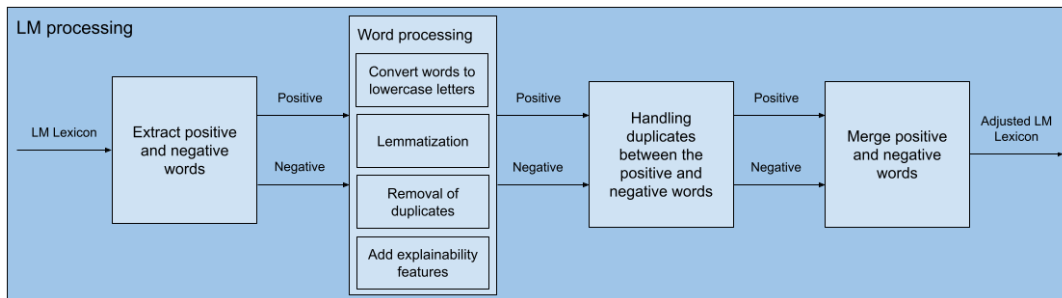 LM processing
LM Lexicon
Extract positive
and negative
words
Positive
Negative
Word processing
Convert words to
lowercase letters
Lemmatization
Removal of
duplicates
Add explainability
features
Positive
Negative
Handling
duplicates
between the
positive and
negative words
Positive
Negative
Merge positive
and negative
words
Adjusted LM
Lexicon